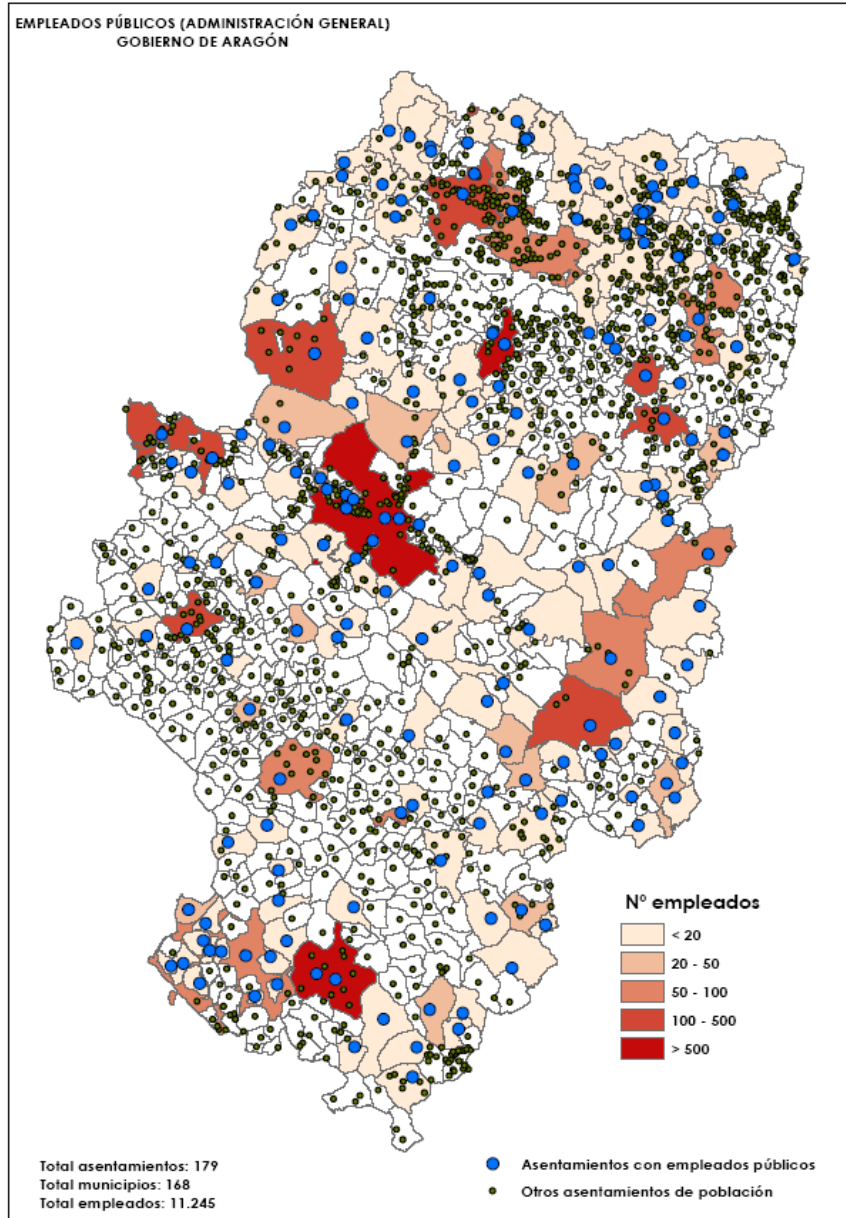 EMPLEADOS PÚBLICOS (ADMINISTRACIÓN GENERAL)
GOBIERNO DE ARAGÓN
Nº empleados
< 20
20 - 50
50 - 100
100 - 500
> 500
Total asentamientos: 179
Total municipios: 168
Total empleados: 11.245
Asentamientos con empleados públicos
Otros asentamientos de población